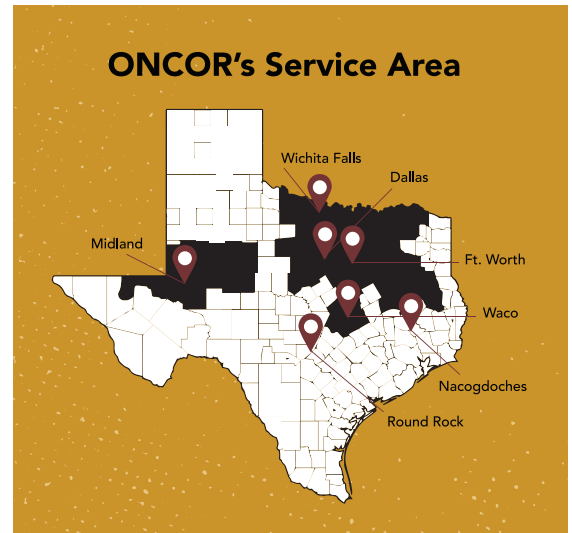 ONCOR's Service Area
Wichita Falls
Dallas
Midland
Ft. Worth
Waco
Nacogdoches
Round Rock